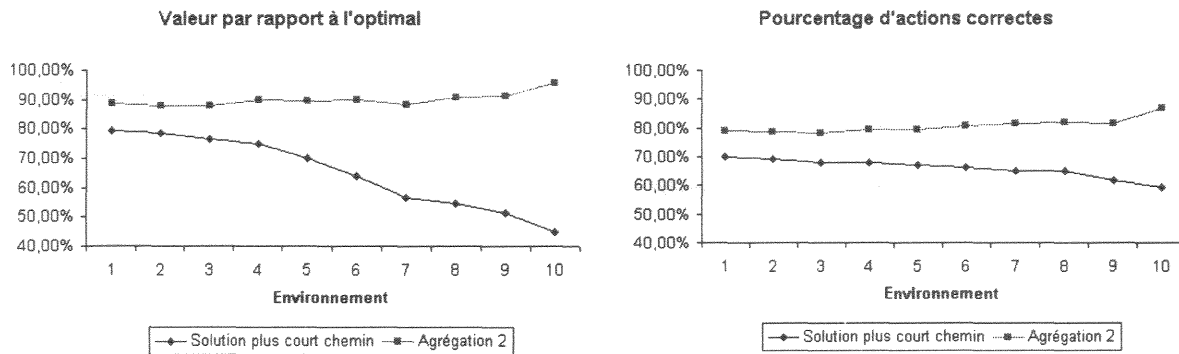 Valeur par rapport à l'optimal
100,00%
90,00%
80,00%
70,00%
60,00%
50,00%
40,00%
1 2 3 4 5 6 7 8 9 10
Environnement
Solution plus court chemin Agrégation 2
Pourcentage d'actions correctes
100,00%
90,00%
80,00%
70,00%
60,00%
50,00%
40,00%
1 2 3 4 5 6 7 8 9 10
Environnement
Solution plus court chemin Agrégation 2